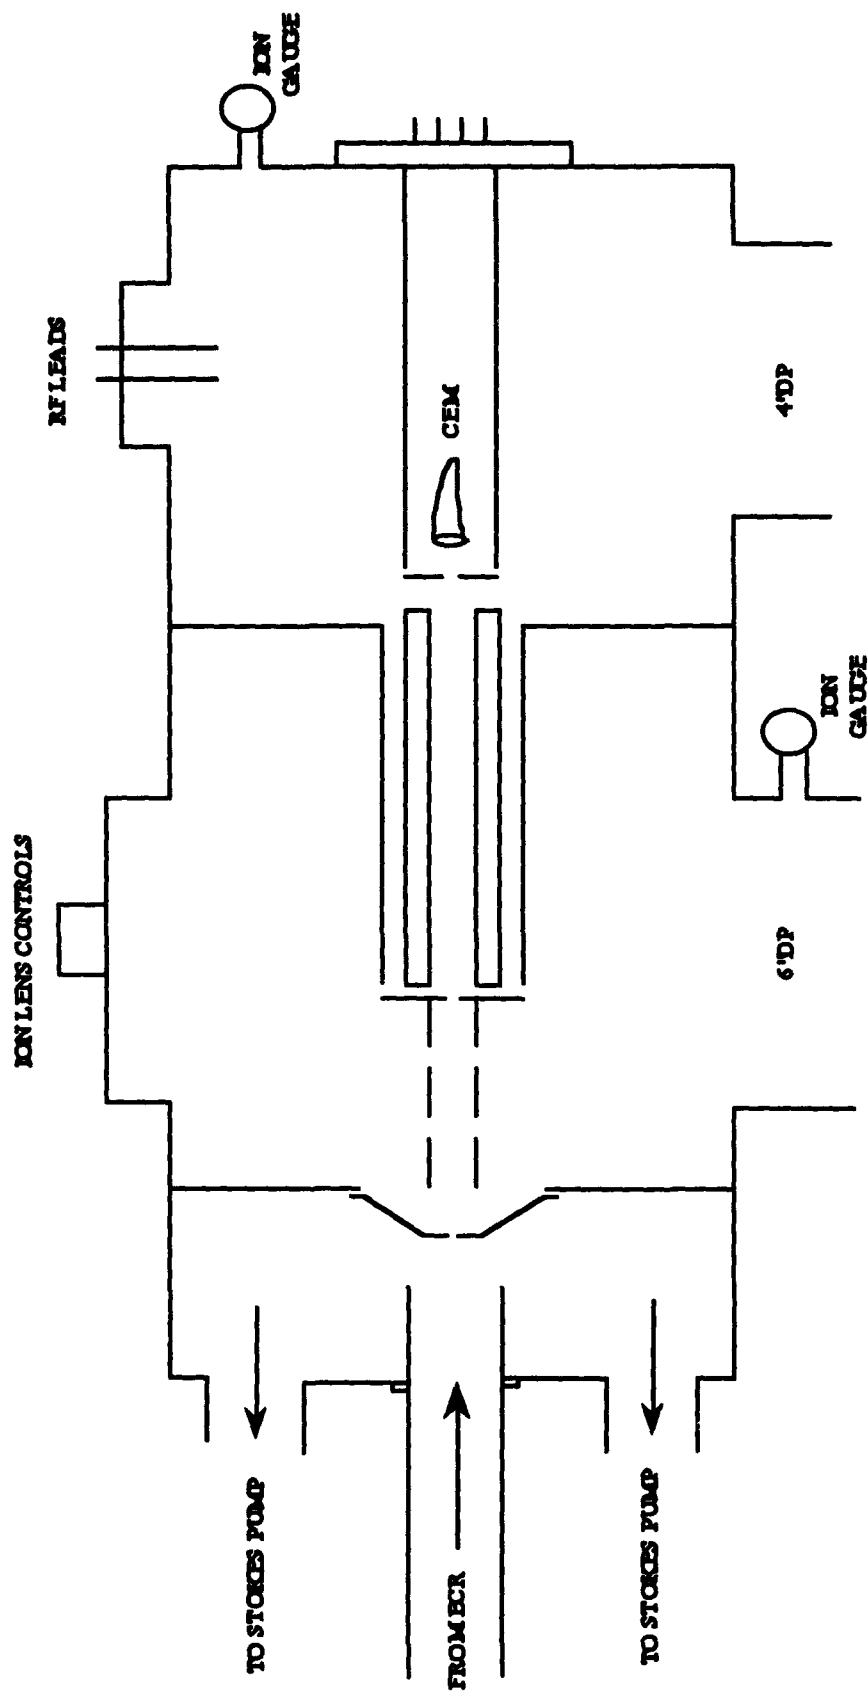 ION LENS CONTROLS
RF LEADS
ION
GAUGE
CEM
TO STOKES PUMP
FROM ECR
TO STOKES PUMP
6"DP
ION
GAUGE
4"DP